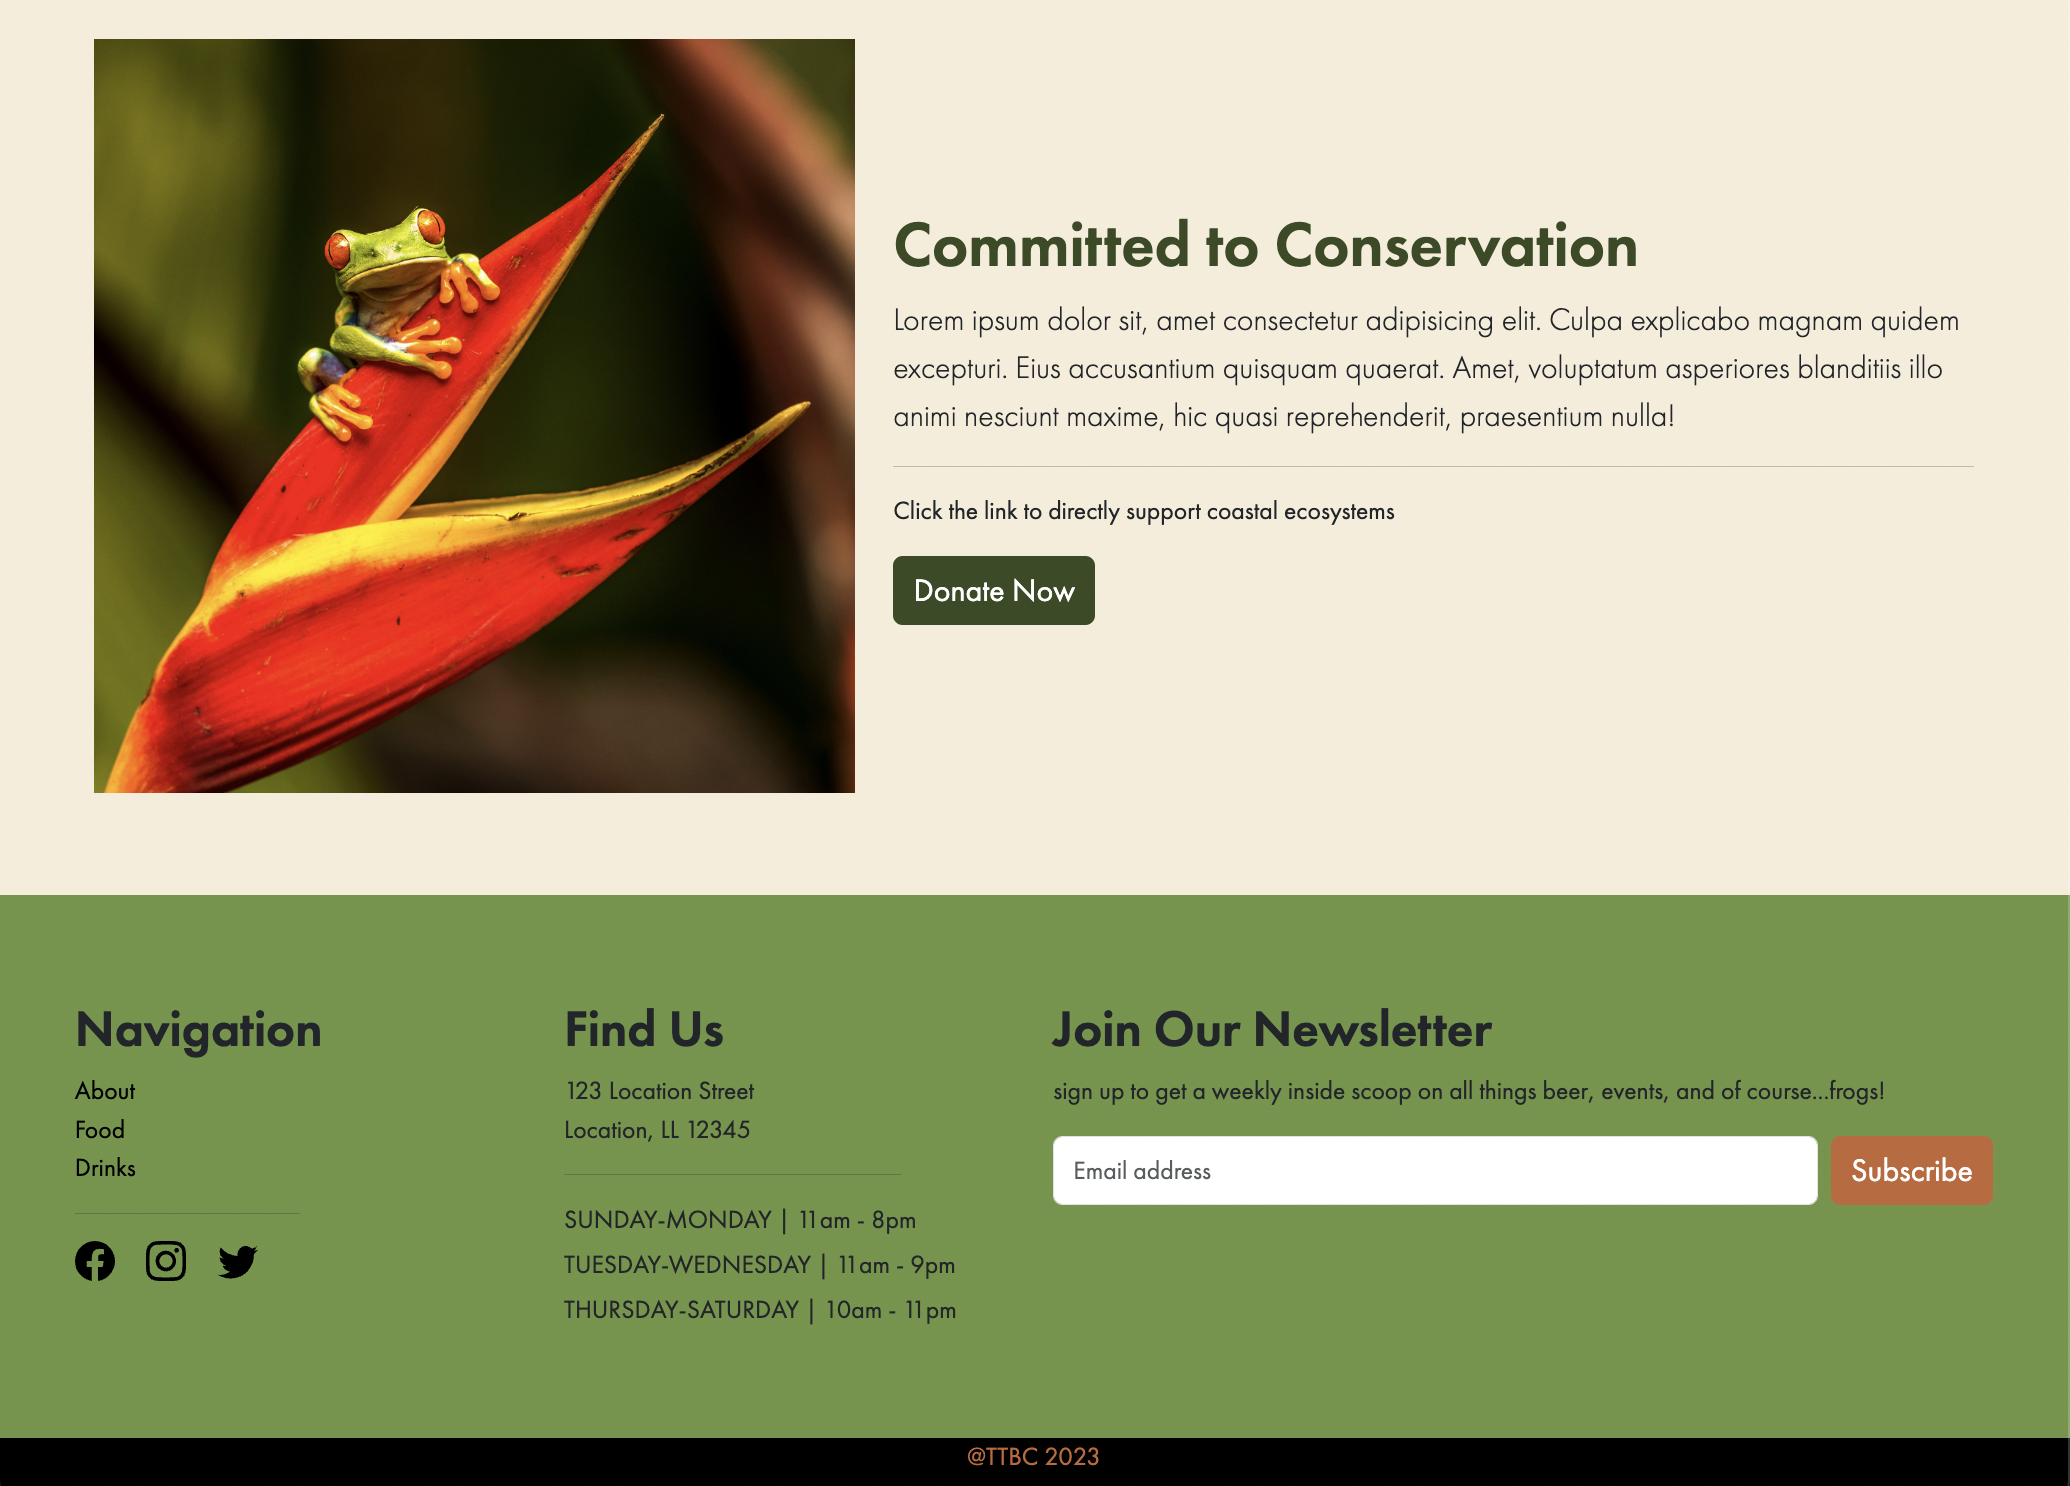 Committed to Conservation
Lorem ipsum dolor sit, amet consectetur adipisicing elit. Culpa explicabo magnam quidem
excepturi. Eius accusantium quisquam quaerat. Amet, voluptatum asperiores blanditiis illo
animi nesciunt maxime, hic quasi reprehenderit, praesentium nulla!
Click the link to directly support coastal ecosystems
Donate Now
Navigation
About
Food
Drinks
Find Us
123 Location Street
Location, LL 12345
SUNDAY-MONDAY | 11am - 8pm
TUESDAY-WEDNESDAY | 11am - 9pm
THURSDAY-SATURDAY | 10am - 11pm
Join Our Newsletter
sign up to get a weekly inside scoop on all things beer, events, and of course...frogs!
Email address
Subscribe
@TTBC 2023